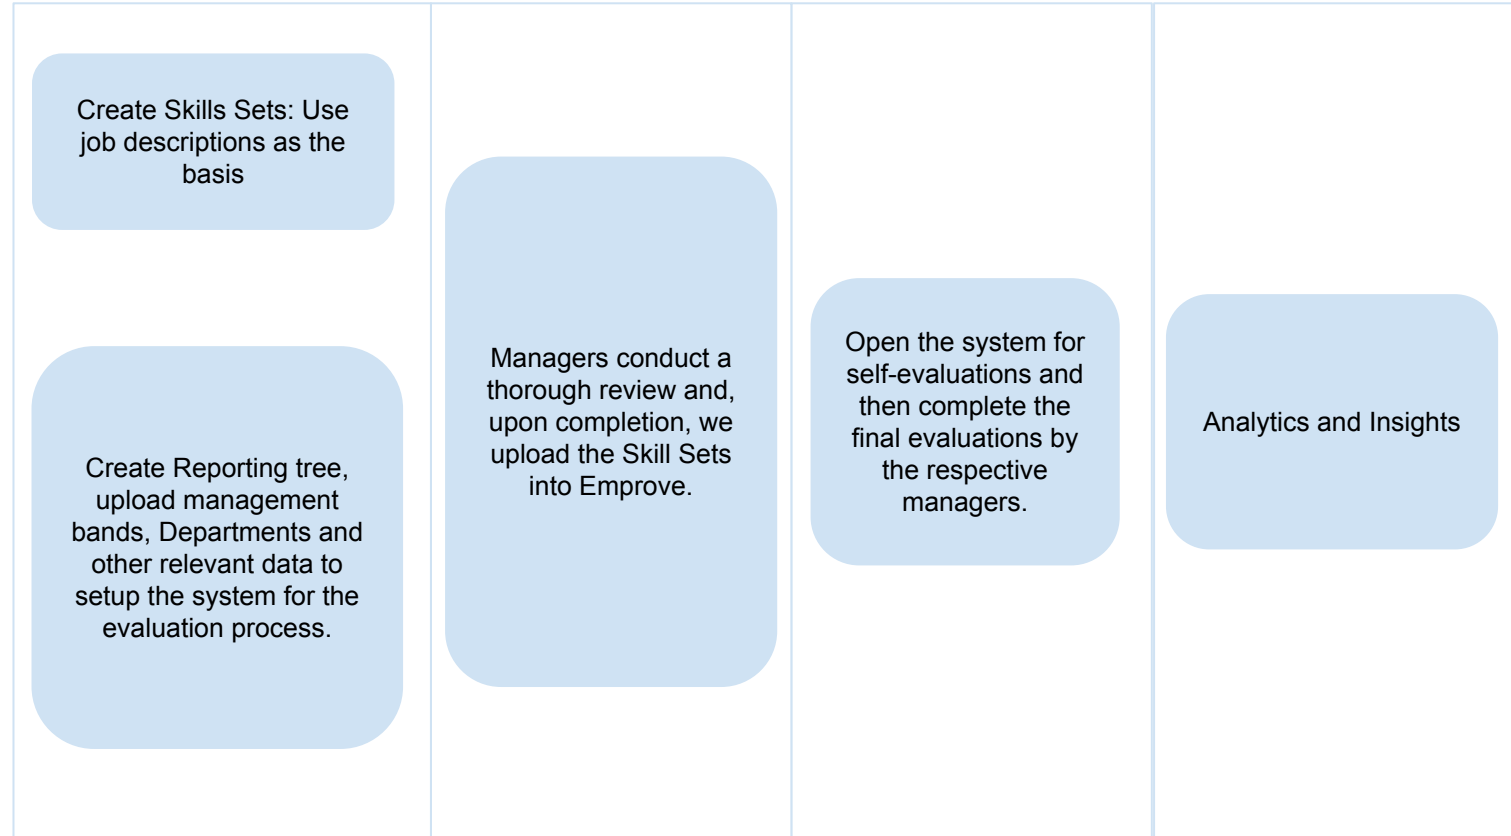 Create Skills Sets: Use
job descriptions as the
basis
Create Reporting tree,
upload management
bands, Departments and
other relevant data to
setup the system for the
evaluation process.
Managers conduct a
thorough review and,
upon completion, we
upload the Skill Sets
into Emprove.
Open the system for
self-evaluations and
then complete the
final evaluations by
the respective
managers.
Analytics and Insights